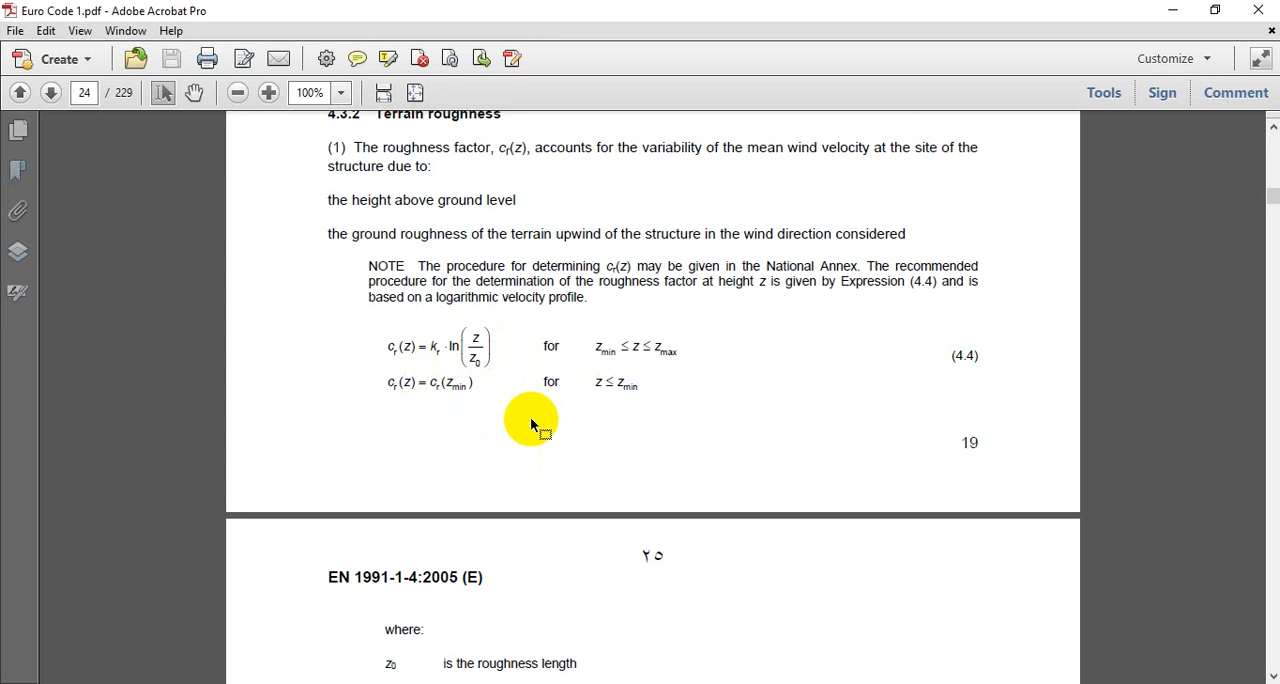 Euro Code 1.pdf - Adobe Acrobat Pro
File Edit View Window Help
Create Customize
24 / 229 100% Tools Sign Comment
4.3.2 Terrain roughness
(1) The roughness factor, cr(z), accounts for the variability of the mean wind velocity at the site of the
structure due to:
the height above ground level
the ground roughness of the terrain upwind of the structure in the wind direction considered
NOTE The procedure for determining cr(z) may be given in the National Annex. The recommended
procedure for the determination of the roughness factor at height z is given by Expression (4.4) and is
based on a logarithmic velocity profile.
cr(z) = kr · ln(z/z0) for zmin ≤ z ≤ zmax (4.4)
cr(z) = cr(zmin) for z ≤ zmin
19
٢٥
EN 1991-1-4:2005 (E)
where:
z0 is the roughness length